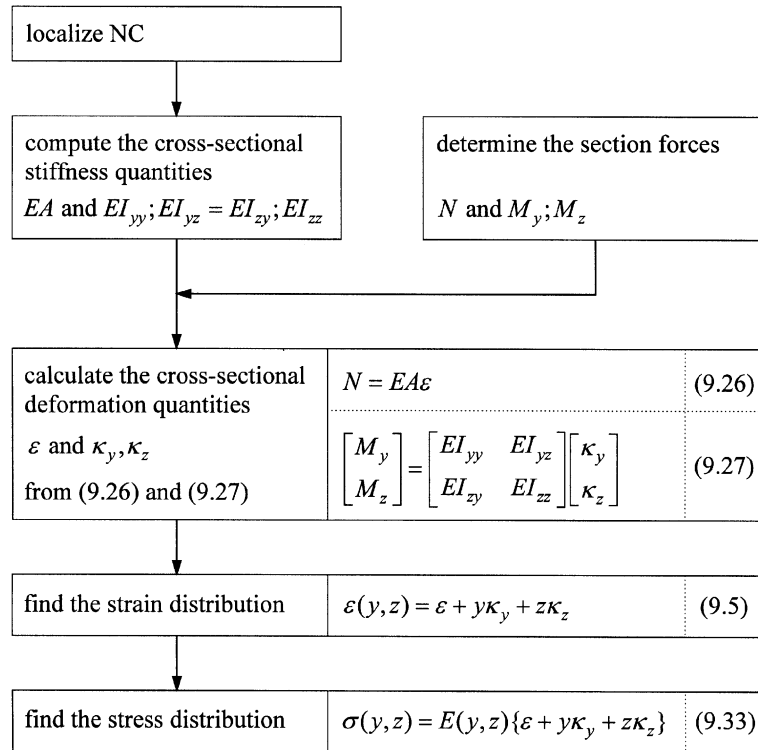 localize NC
compute the cross-sectional
stiffness quantities
EA and EI_yy; EI_yz = EI_zy; EI_zz
determine the section forces
N and M_y; M_z
calculate the cross-sectional
deformation quantities
ε and κ_y, κ_z
from (9.26) and (9.27)
N = EAε (9.26)
[M_y M_z] = [EI_yy EI_yz EI_zy EI_zz] [κ_y κ_z] (9.27)
find the strain distribution
ε(y, z) = ε + yκ_y + zκ_z (9.5)
find the stress distribution
σ(y, z) = E(y, z){ε + yκ_y + zκ_z} (9.33)